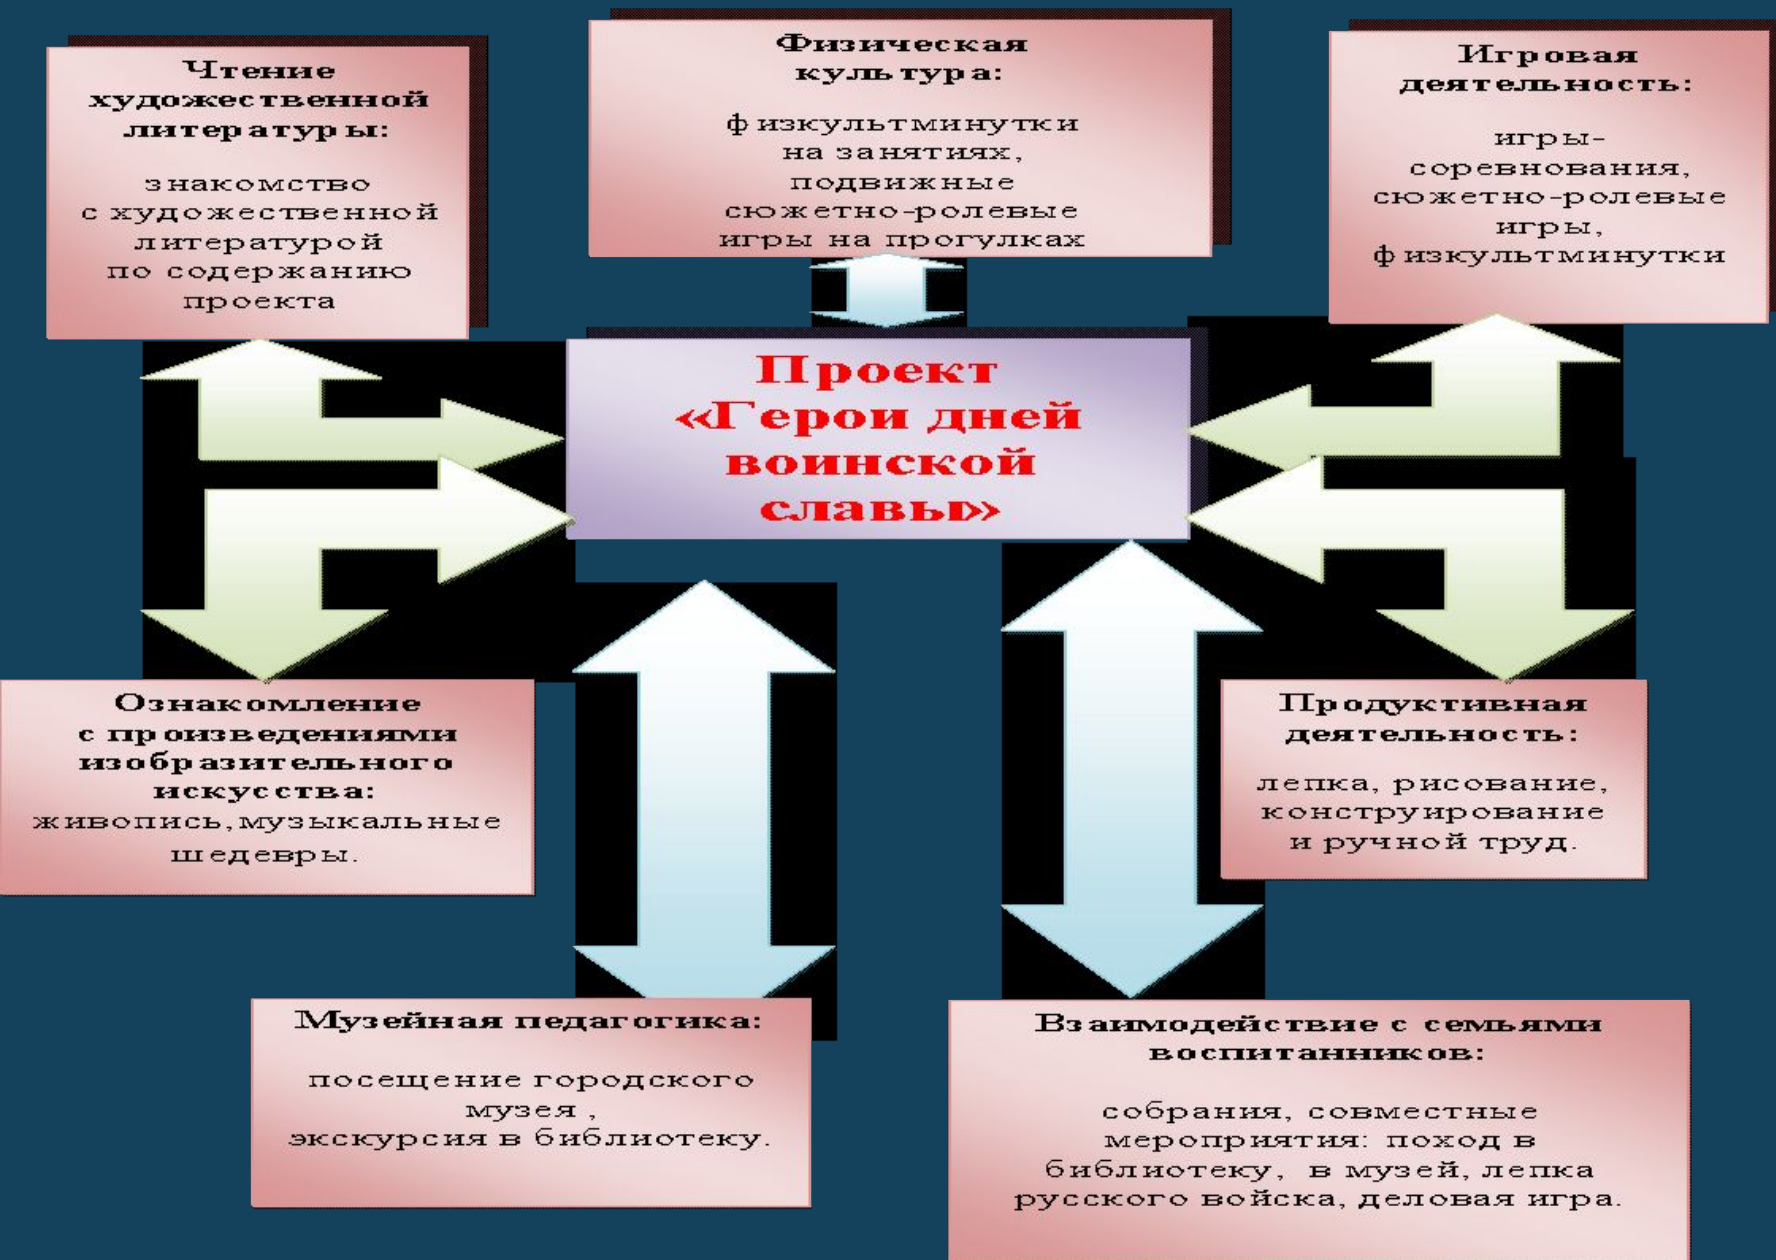 Чтение
художественной
литературы:
знакомство
с художественной
литературой
по содержанию
проекта
Физическая
культура:
физкультминутки
на занятиях,
подвижные
сюжетно-ролевые
игры на прогулках
Игровая
деятельность:
игры-
соревнования,
сюжетно-ролевые
игры,
физкультминутки
Проект
«Герои дней
воинской
славы»
Ознакомление
с произведениями
изобразительного
искусства:
живопись,музыкальные
шедевры.
Продуктивная
деятельность:
лепка, рисование,
конструирование
и ручной труд.
Музейная педагогика:
посещение городского
музея ,
экскурсия в библиотеку.
Взаимодействие с семьями
воспитанников:
собрания, совместные
мероприятия: поход в
библиотеку, в музей, лепка
русского войска, деловая игра.